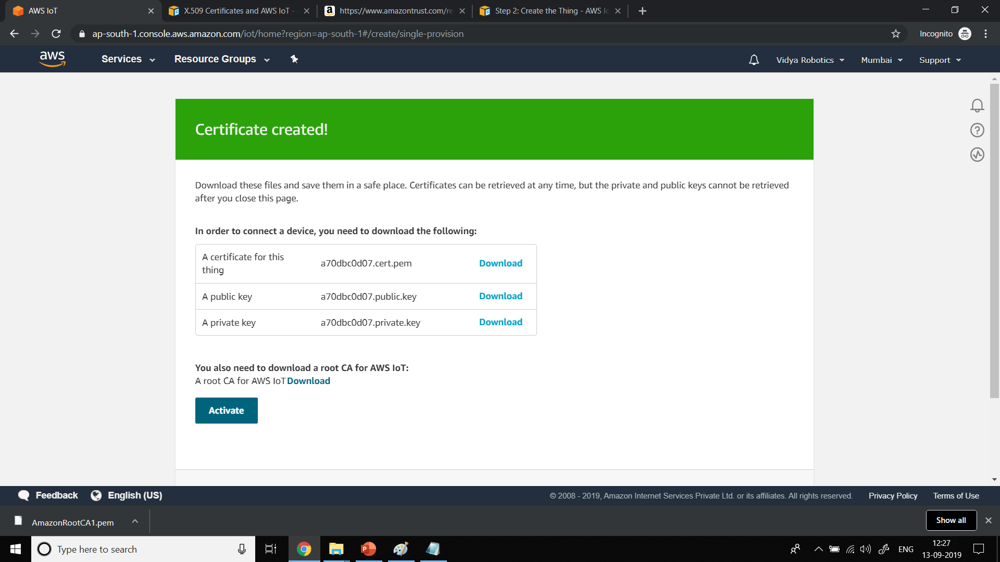 AWS IoT
X.509 Certificates and AWS IoT -
https://www.amazontrust.com/re
Step 2: Create the Thing - AWS Io
ap-south-1.console.aws.amazon.com/iot/home?region=ap-south-1#/create/single-provision
Incognito
aws
Services
Resource Groups
Vidya Robotics
Mumbai
Support
Certificate created!
Download these files and save them in a safe place. Certificates can be retrieved at any time, but the private and public keys cannot be retrieved
after you close this page.
In order to connect a device, you need to download the following:
A certificate for this
thing
a70dbc0d07.cert.pem
Download
A public key
a70dbc0d07.public.key
Download
A private key
a70dbc0d07.private.key
Download
You also need to download a root CA for AWS IoT:
A root CA for AWS IoT Download
Activate
Feedback
English (US)
© 2008 - 2019, Amazon Internet Services Private Ltd. or its affiliates. All rights reserved.
Privacy Policy
Terms of Use
AmazonRootCA1.pem
Show all
Type here to search
ENG
12:27
13-09-2019